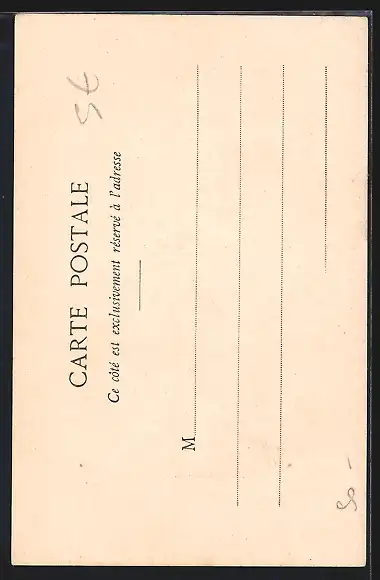 CARTE POSTALE
Ce côté est exclusivement réservé à l'adresse
M